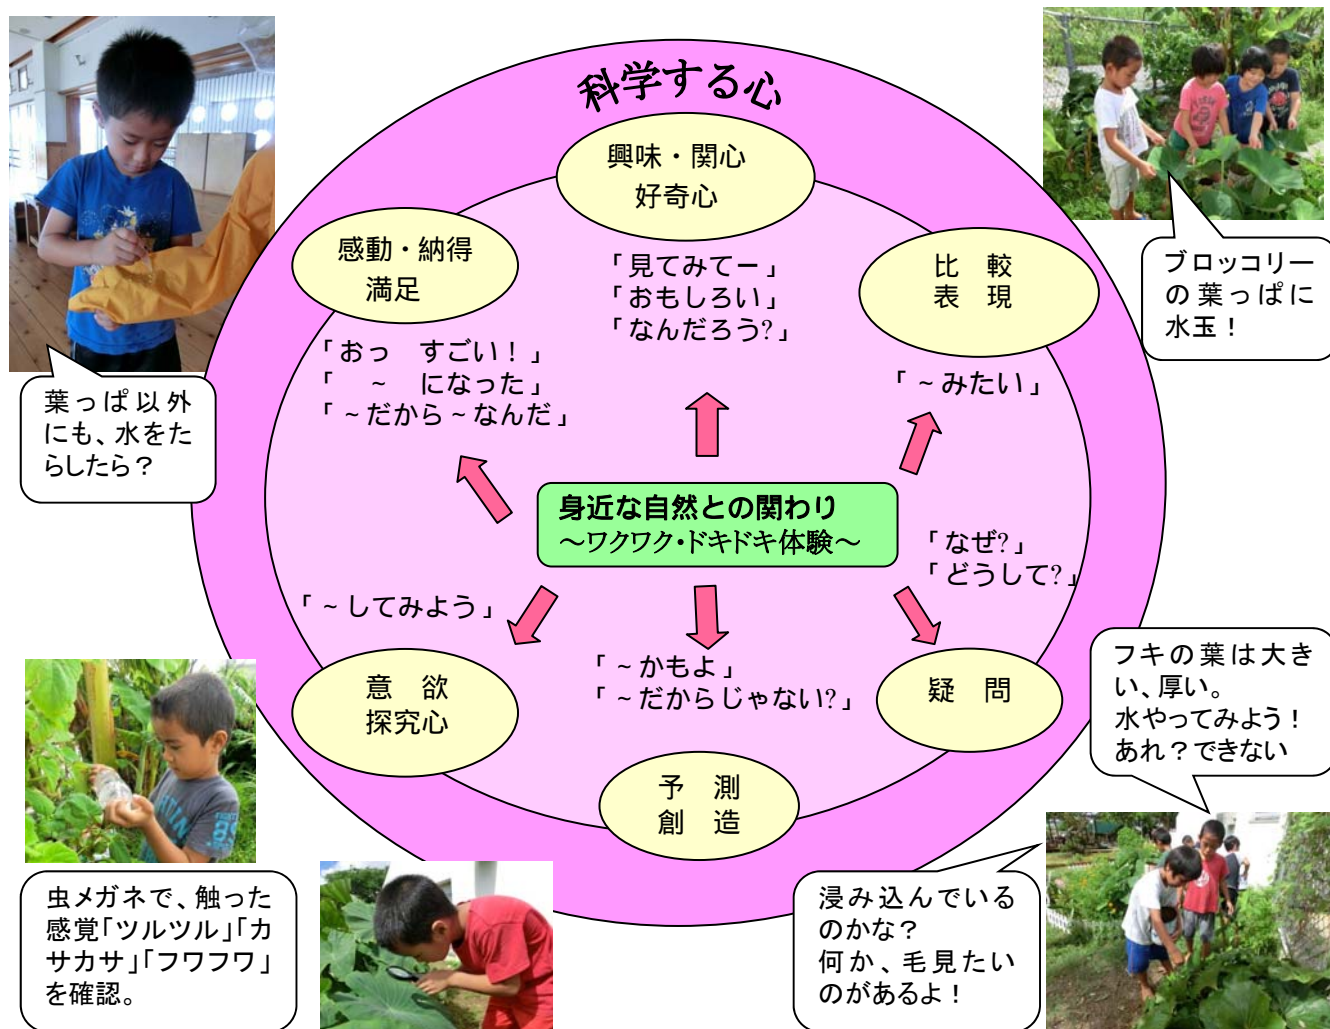 科学する心
興味・関心
好奇心
「見てみてー」
「おもしろい」
「なんだろう?」
比　較
表　現
「~みたい」
ブロッコリー
の葉っぱに
水玉！
感動・納得
満足
「おっ　すごい！」
「　~　になった」
「~だから~なんだ」
葉っぱ以外
にも、水をた
らしたら？
身近な自然との関わり
～ワクワク・ドキドキ体験～
「なぜ?」
「どうして?」
疑　問
「~してみよう」
意　欲
探究心
「~かもよ」
「~だからじゃない?」
予　測
創　造
フキの葉は大き
い、厚い。
水やってみよう！
あれ？できない
虫メガネで、触った
感覚「ツルツル」「カ
サカサ」「フワフワ」
を確認。
浸み込んでいる
のかな？
何か、毛見たい
のがあるよ！